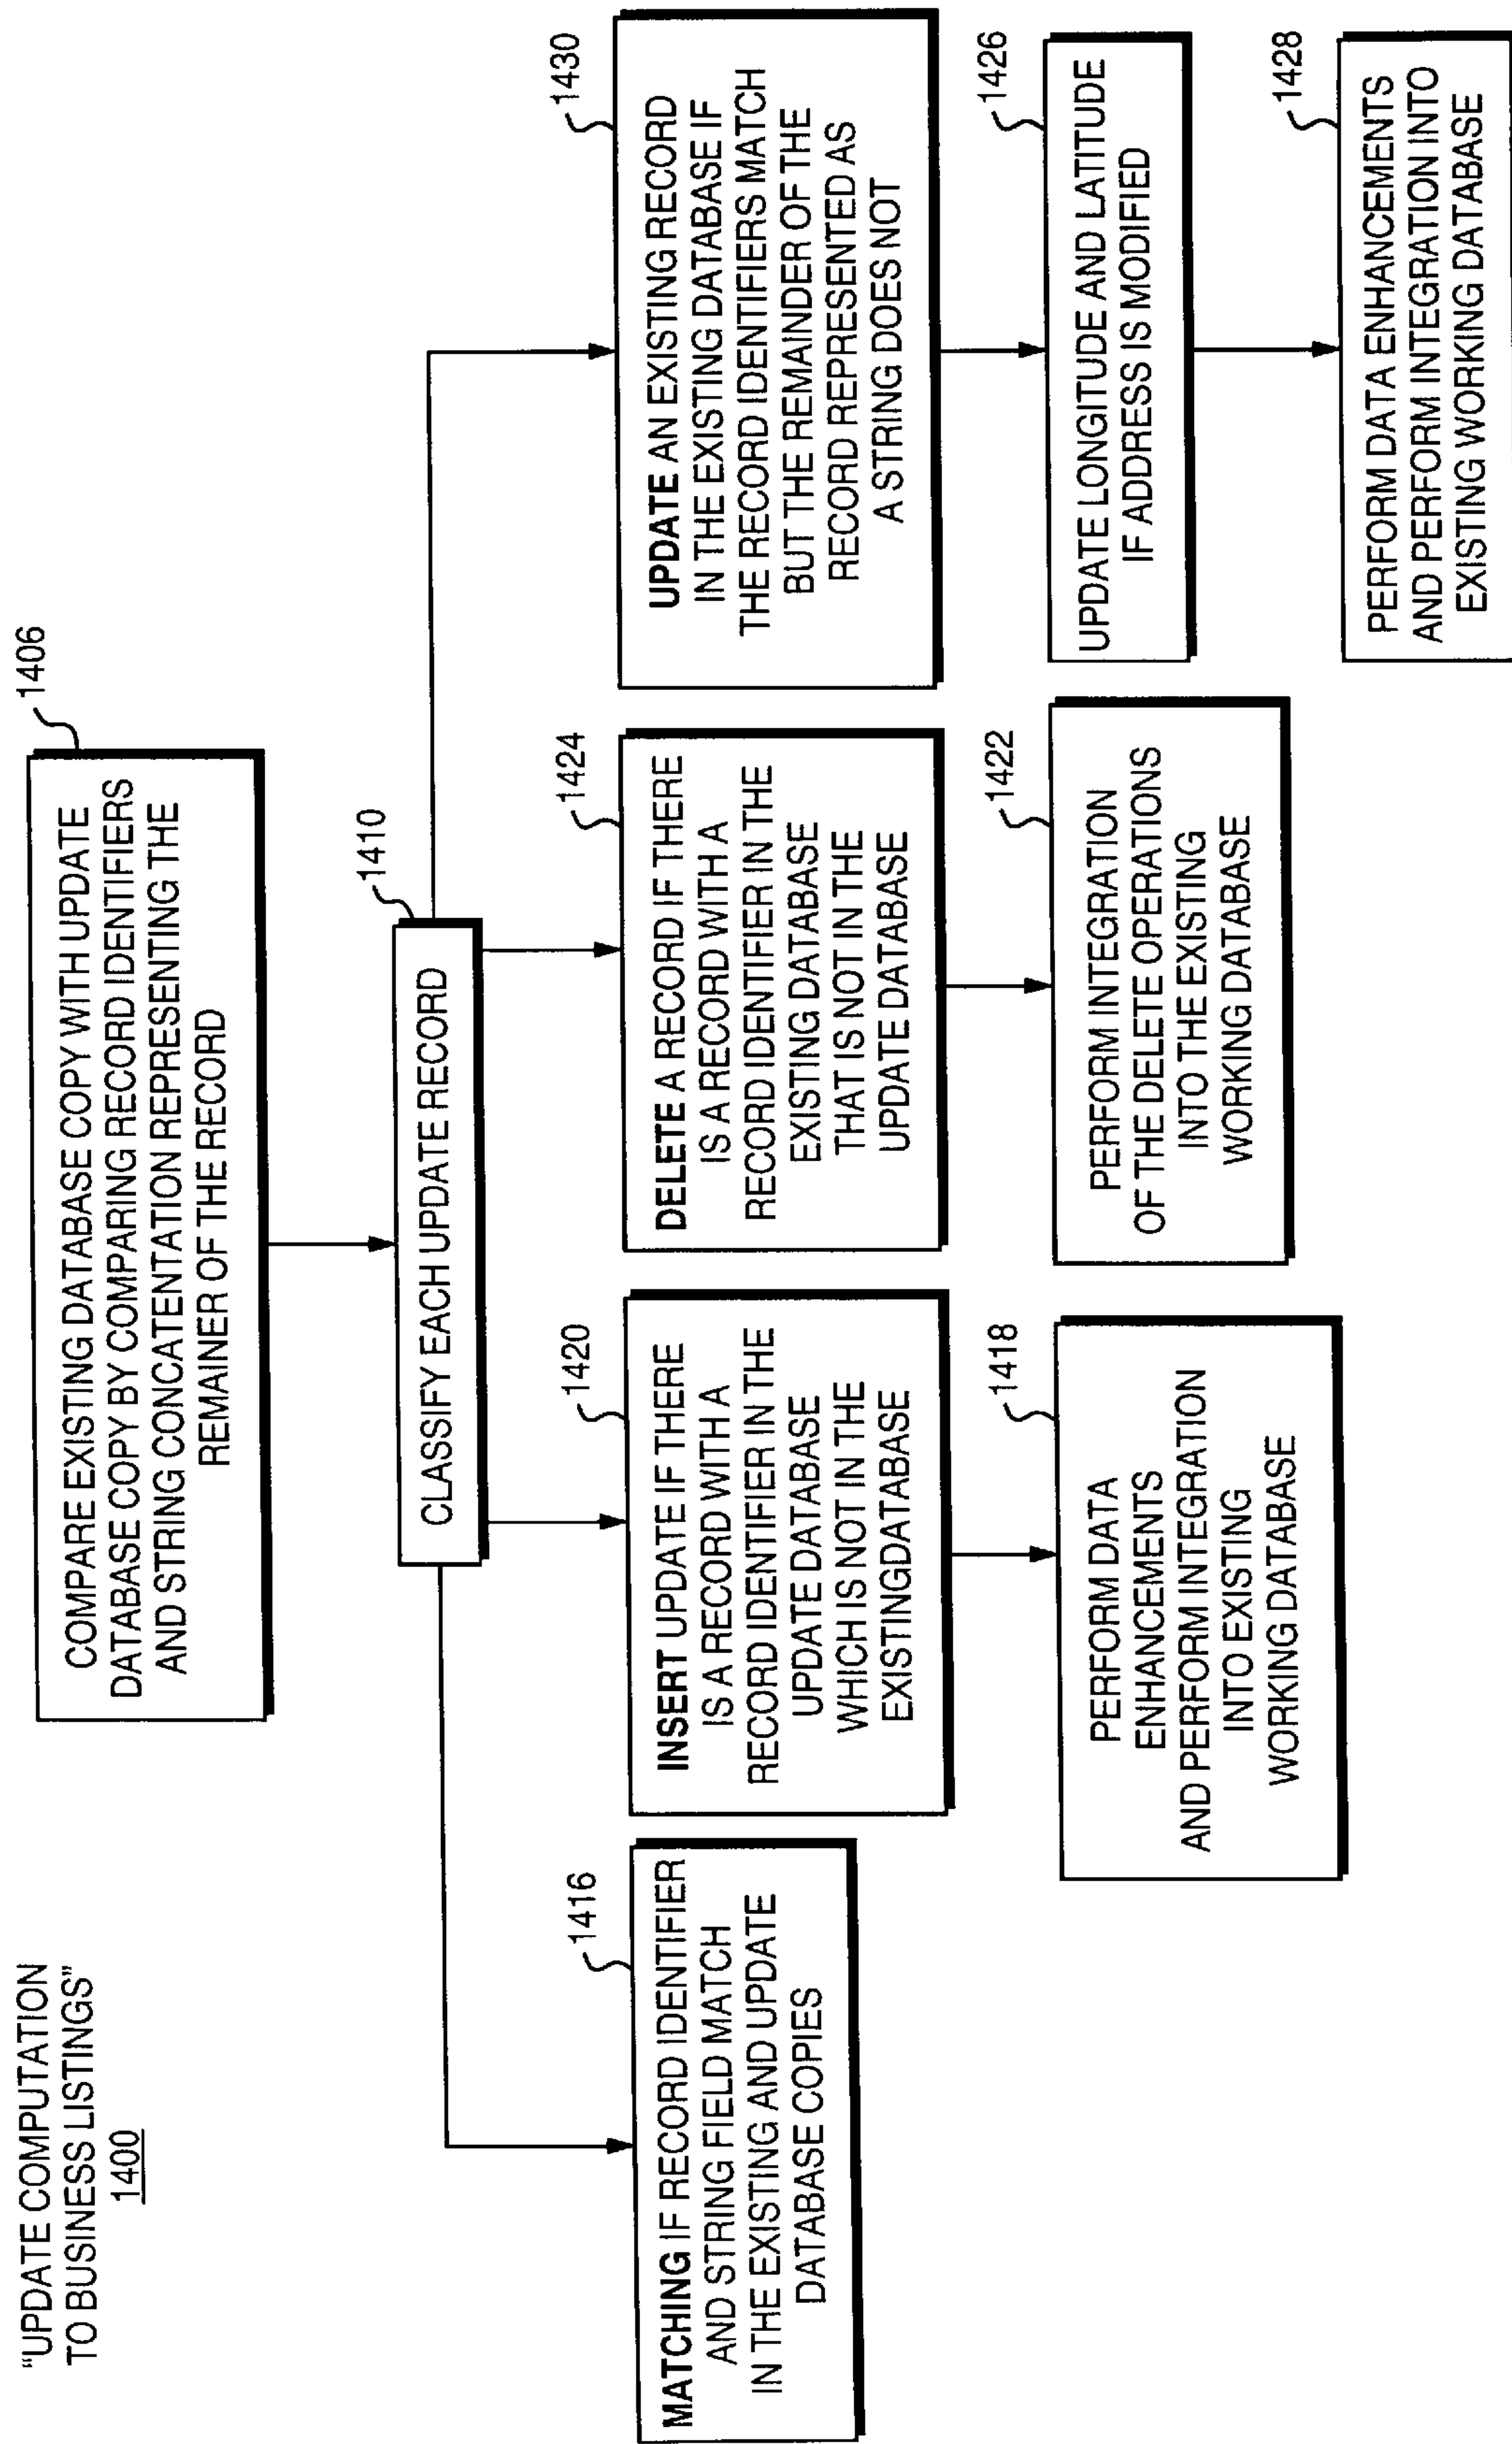 "UPDATE COMPUTATION
TO BUSINESS LISTINGS"
1400
1406
COMPARE EXISTING DATABASE COPY WITH UPDATE
DATABASE COPY BY COMPARING RECORD IDENTIFIERS
AND STRING CONCATENTATION REPRESENTING THE
REMAINER OF THE RECORD
1410
CLASSIFY EACH UPDATE RECORD
1416
MATCHING IF RECORD IDENTIFIER
AND STRING FIELD MATCH
IN THE EXISTING AND UPDATE
DATABASE COPIES
1420
INSERT UPDATE IF THERE
IS A RECORD WITH A
RECORD IDENTIFIER IN THE
UPDATE DATABASE
WHICH IS NOT IN THE
EXISTINGDATABASE
1418
PERFORM DATA
ENHANCEMENTS
AND PERFORM INTEGRATION
INTO EXISTING
WORKING DATABASE
1424
DELETE A RECORD IF THERE
IS A RECORD WITH A
RECORD IDENTIFIER IN THE
EXISTING DATABASE
THAT IS NOT IN THE
UPDATE DATABASE
1422
PERFORM INTEGRATION
OF THE DELETE OPERATIONS
INTO THE EXISTING
WORKING DATABASE
1430
UPDATE AN EXISTING RECORD
IN THE EXISTING DATABASE IF
THE RECORD IDENTIFIERS MATCH
BUT THE REMAINDER OF THE
RECORD REPRESENTED AS
A STRING DOES NOT
1426
UPDATE LONGITUDE AND LATITUDE
IF ADDRESS IS MODIFIED
1428
PERFORM DATA ENHANCEMENTS
AND PERFORM INTEGRATION INTO
EXISTING WORKING DATABASE